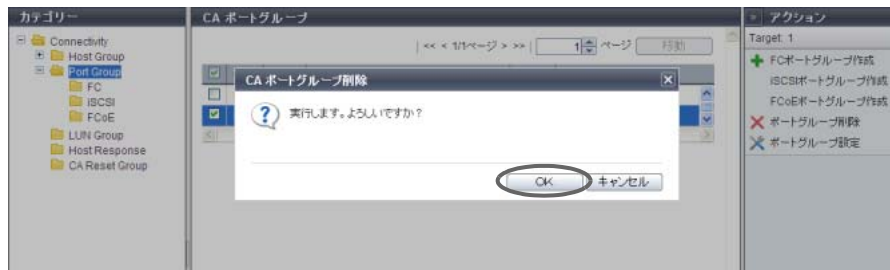 カテゴリー
Connectivity
Host Group
Port Group
FC
iSCSI
FCoE
LUN Group
Host Response
CA Reset Group
CA ポートグループ
| << < 1/1ページ > >> | 1 ページ 移動
CA ポートグループ削除
実行します。よろしいですか?
OK キャンセル
アクション
Target: 1
FCポートグループ作成
iSCSIポートグループ作成
FCoEポートグループ作成
ポートグループ削除
ポートグループ設定